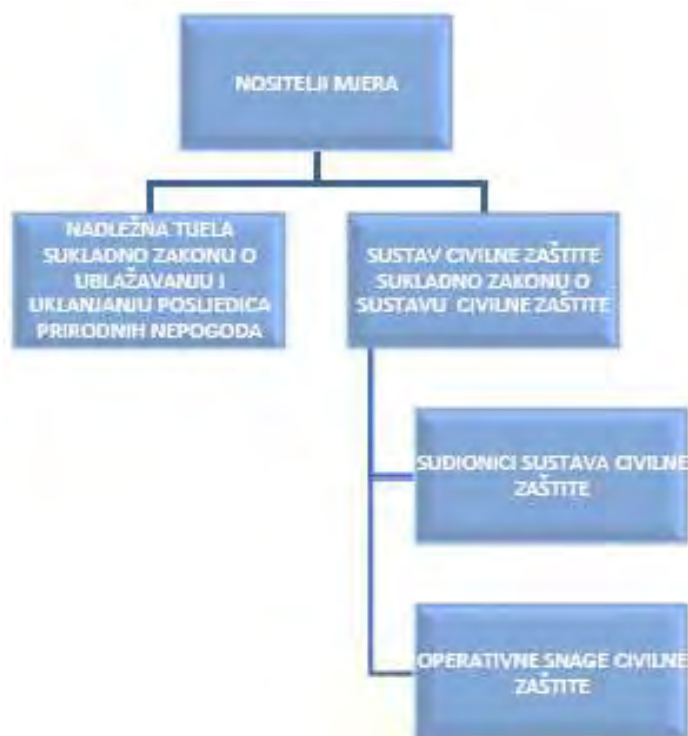 NOSITELJI MJERA
NADLEŽNA TIJELA
SUKLADNO ZAKONU O
UBLAŽAVANJU I
UKLANJANJU POSLJEDICA
PRIRODNIH NEPOGODA
SUSTAV CIVILNE ZAŠTITE
SUKLADNO ZAKONU O
SUSTAVU CIVILNE ZAŠTITE
SUDIONICI SUSTAVA CIVILNE
ZAŠTITE
OPERATIVNE SNAGE CIVILNE
ZAŠTITE